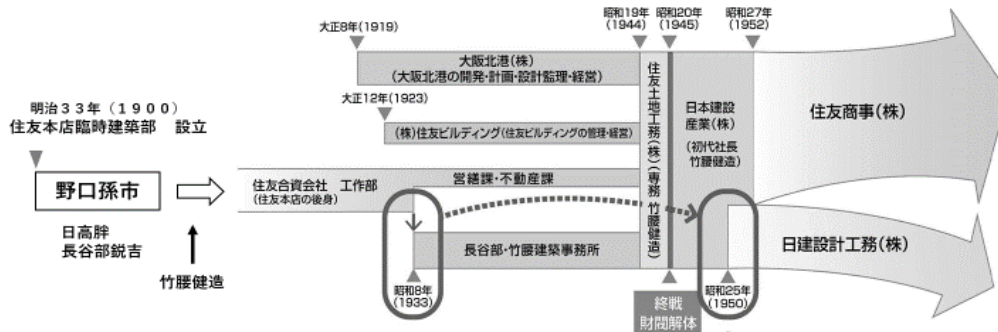 大正8年(1919)
昭和19年
(1944)
昭和20年
(1945)
昭和27年
(1952)
大阪北港(株)
(大阪北港の開発・計画・設計監理・経営)
大正12年(1923)
(株)住友ビルディング(住友ビルディングの管理・経営)
明治33年(1900)
住友本店臨時建築部 設立
野口孫市
日高胖
長谷部鋭吉
竹腰健造
住友合資会社 工作部
(住友本店の後身)
営繕課・不動産課
長谷部・竹腰建築事務所
昭和8年
(1933)
住友土地工務(株)(専務 竹腰健造)
終戦
財閥解体
日本建設
産業(株)
(初代社長
竹腰健造)
昭和25年
(1950)
住友商事(株)
日建設計工務(株)